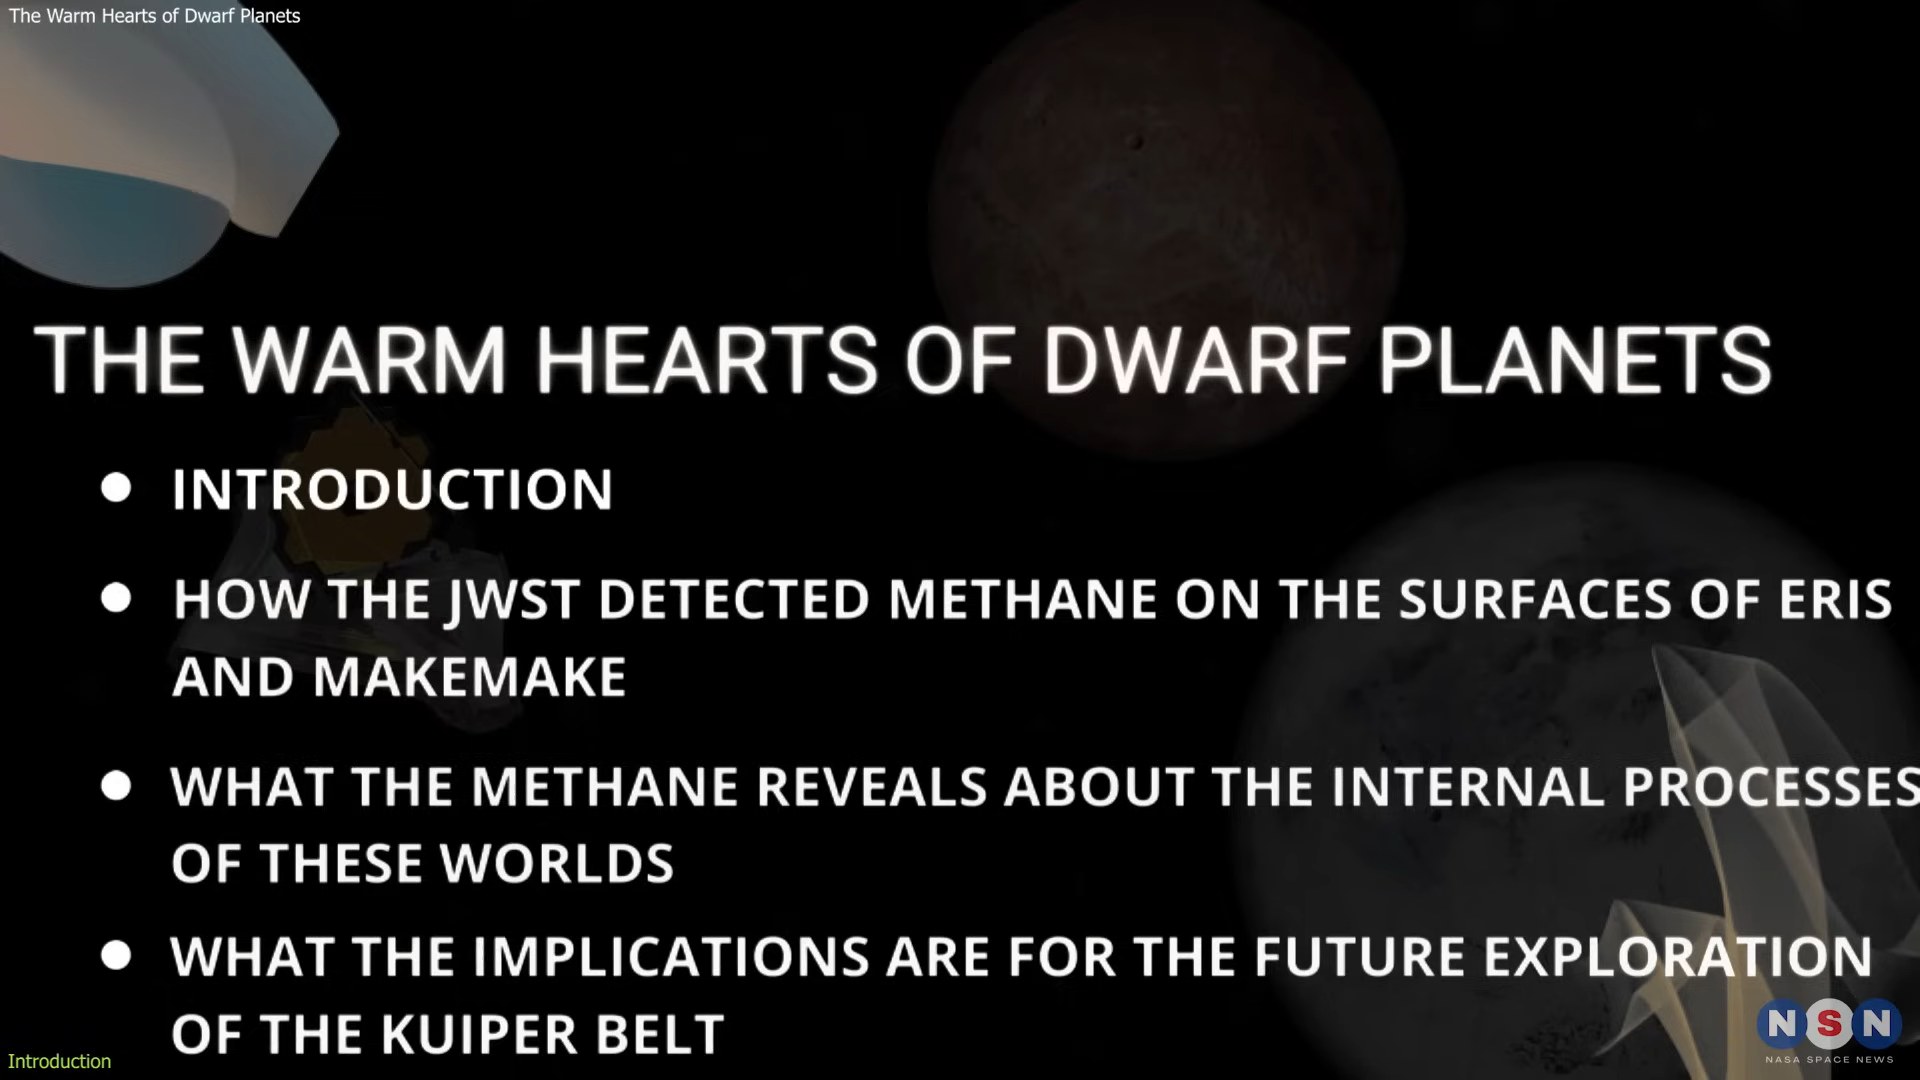 The Warm Hearts of Dwarf Planets
THE WARM HEARTS OF DWARF PLANETS
● INTRODUCTION
● HOW THE JWST DETECTED METHANE ON THE SURFACES OF ERIS
AND MAKEMAKE
● WHAT THE METHANE REVEALS ABOUT THE INTERNAL PROCESSES
OF THESE WORLDS
● WHAT THE IMPLICATIONS ARE FOR THE FUTURE EXPLORATION
OF THE KUIPER BELT
NSN
NASA SPACE NEWS
Introduction